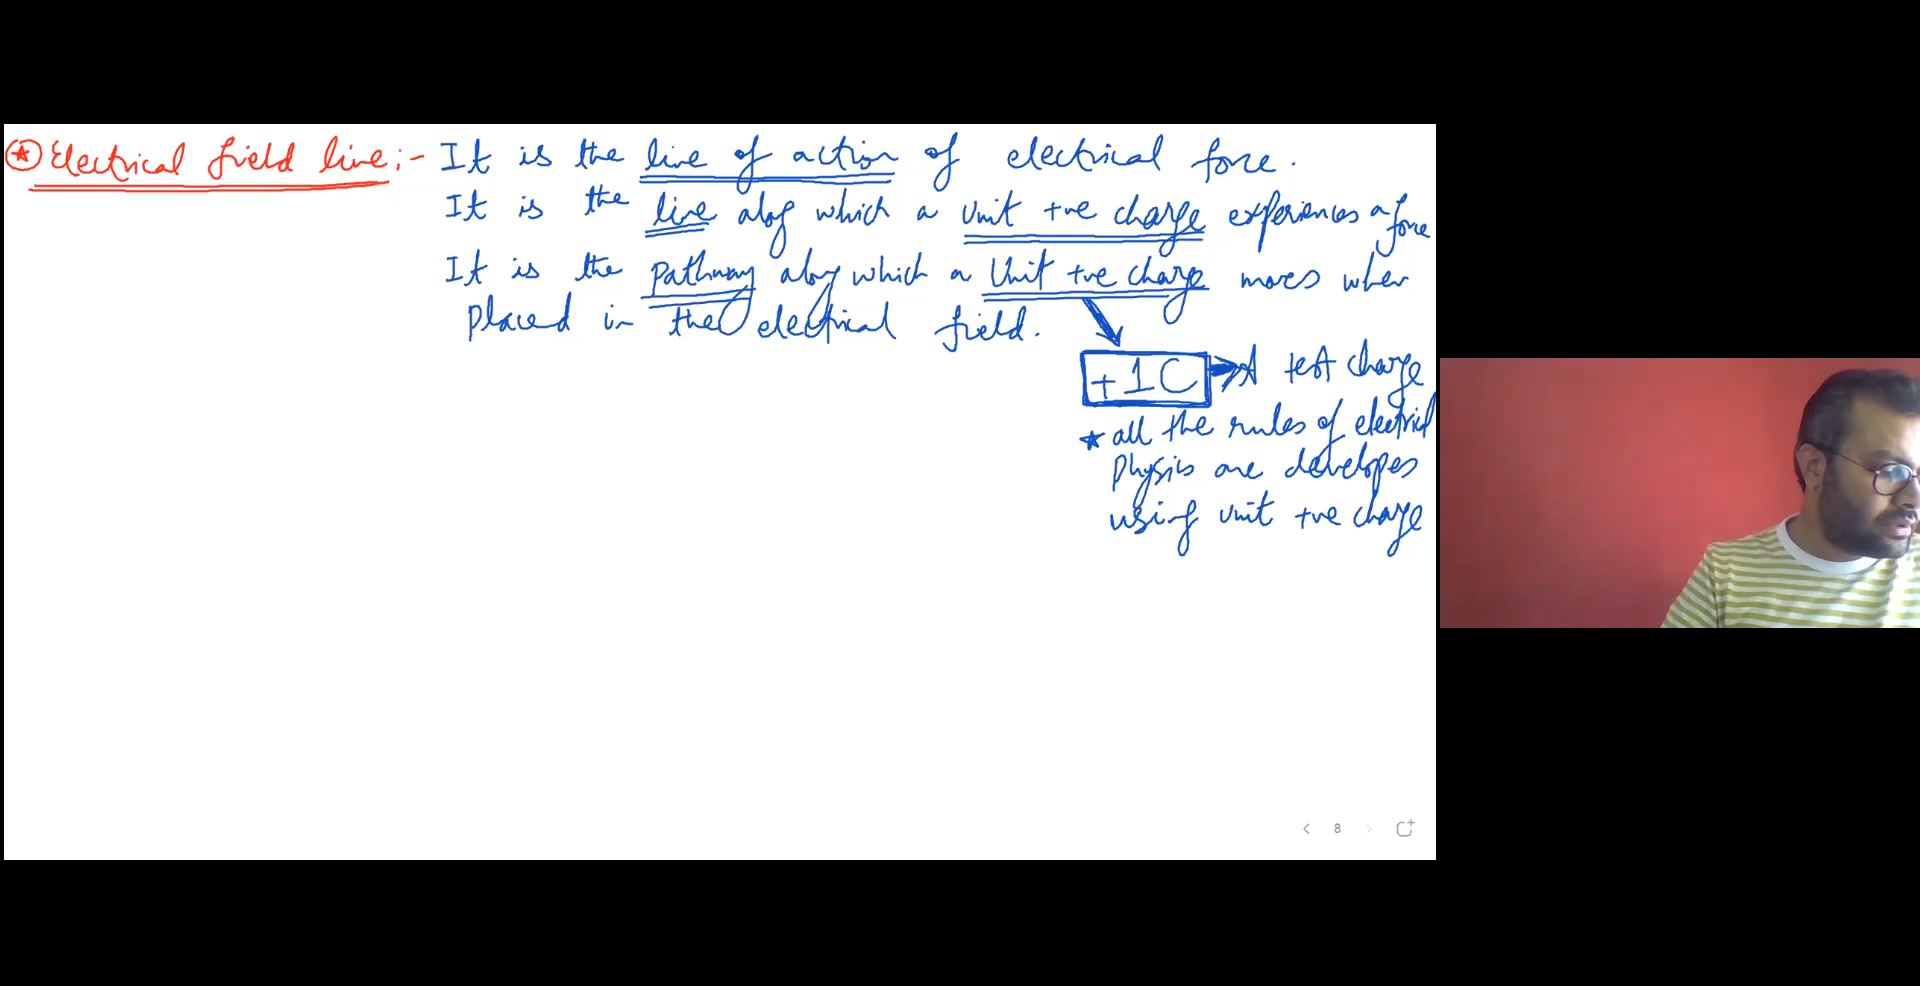 Electrical field line:- It is the line of action of electrical force.
It is the line along which a unit +ve charge experiences a force
It is the pathway along which a Unit +ve charge moves when
placed in the electrical field.
+1C
A test charge
★ all the rules of electrical
physics are developes
using unit +ve charge
8